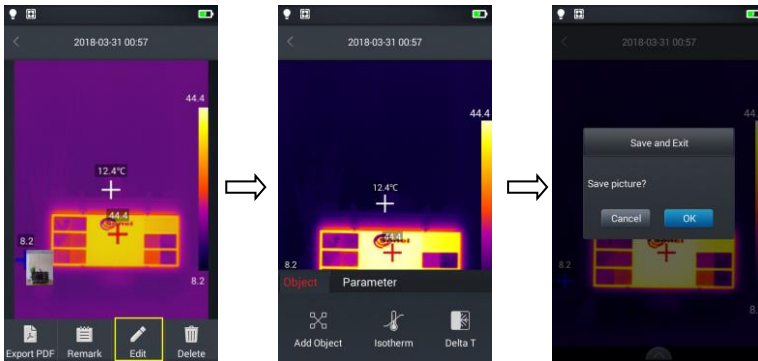 2018-03-31 00:57
44.4
12.4°C
44.4
8.2
8.2
Export PDF
Remark
Edit
Delete
2018-03-31 00:57
44.4
12.4°C
44.4
8.2
Object
Parameter
Add Object
Isotherm
Delta T
2018-03-31 00:57
44.
Save and Exit
Save picture?
Cancel
OK
8.2
8.